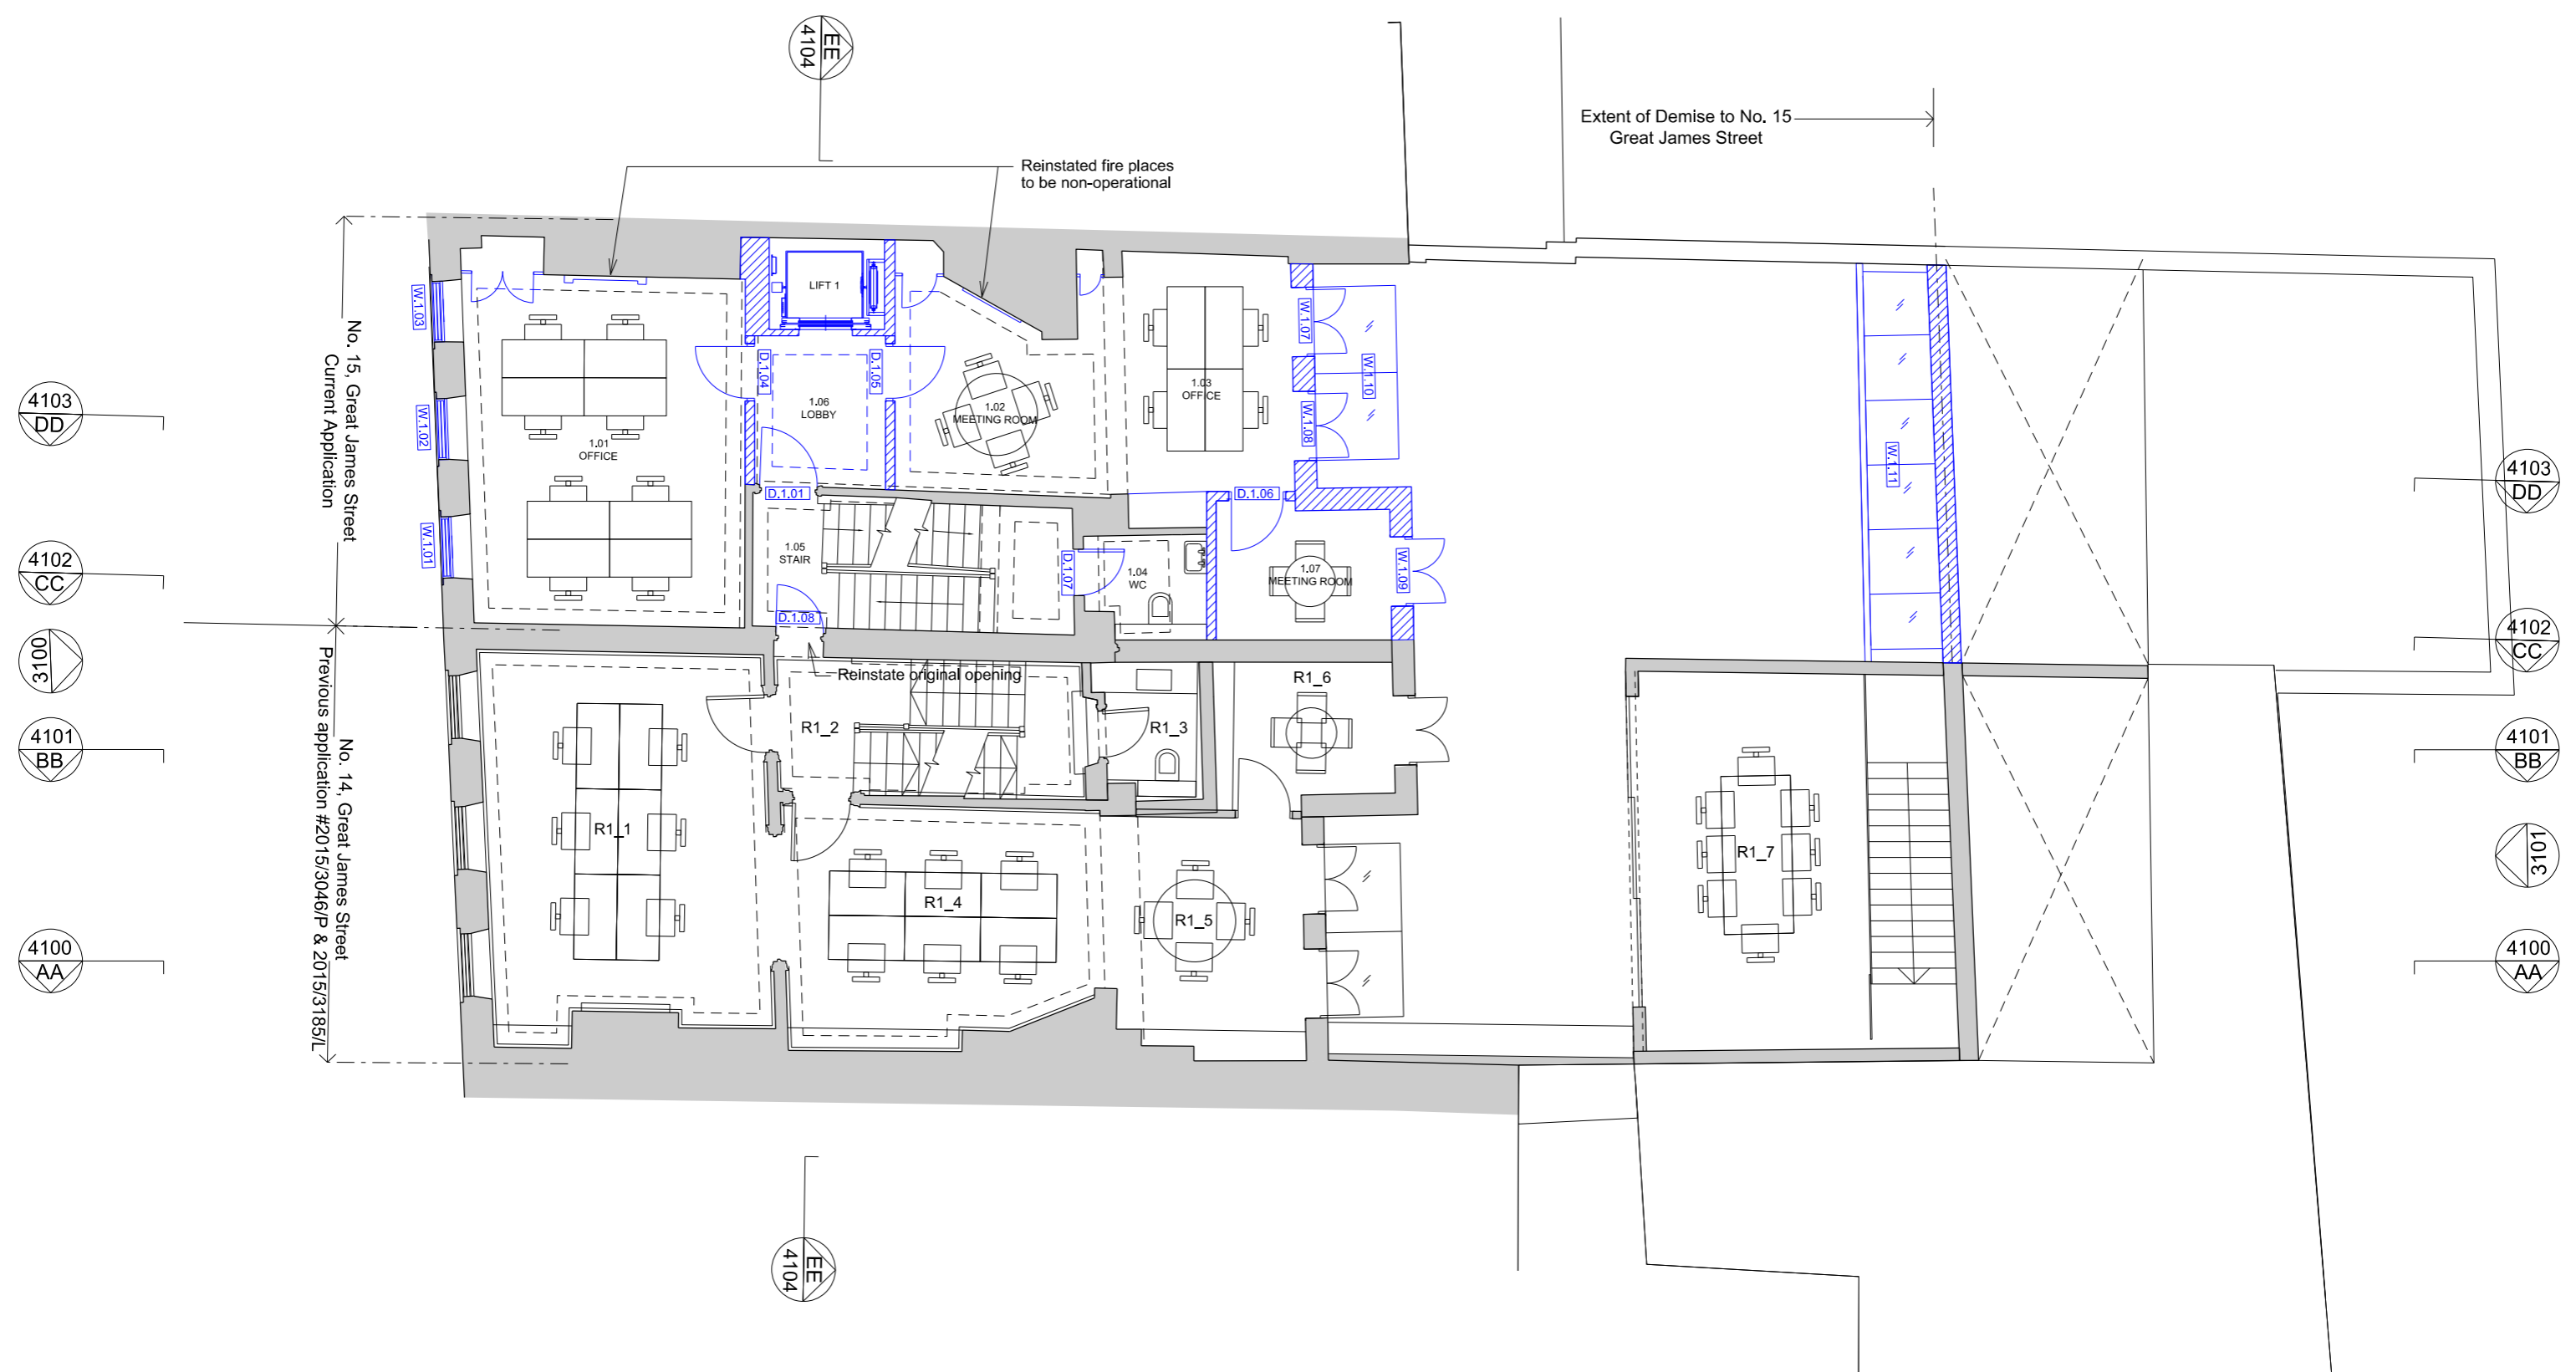 EE
4104
Extent of Demise to No. 15
Great James Street
Reinstated fire places
to be non-operational
No. 15, Great James Street
Current Application
No. 14, Great James Street
Previous application #2015/3046/P & 2015/3185/L
4103
DD
4102
CC
3100
4101
BB
4100
AA
W.1.03
W.1.02
W.1.01
LIFT 1
D.1.04
D.1.05
1.06
LOBBY
1.02
MEETING ROOM
1.03
OFFICE
1.01
OFFICE
W.1.07
W.1.10
W.1.08
W.1.11
D.1.01
D.1.06
1.05
STAIR
D.1.07
1.04
WC
1.07
MEETING ROOM
W.1.09
D.1.08
Reinstate original opening
R1_6
R1_2
R1_3
R1_1
R1_4
R1_5
R1_7
4103
DD
4102
CC
4101
BB
3101
4100
AA
EE
4104